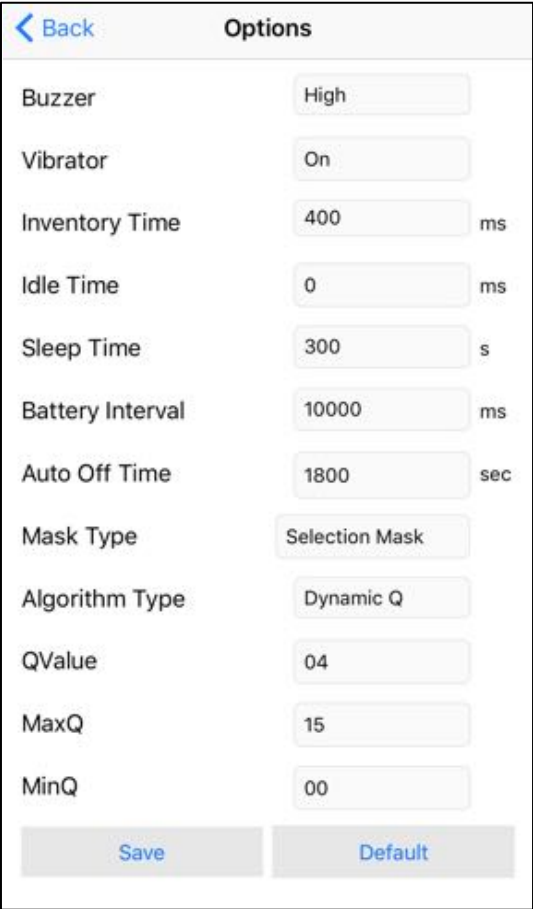 Back Options
Buzzer High
Vibrator On
Inventory Time 400 ms
Idle Time 0 ms
Sleep Time 300 s
Battery Interval 10000 ms
Auto Off Time 1800 sec
Mask Type Selection Mask
Algorithm Type Dynamic Q
QValue 04
MaxQ 15
MinQ 00
Save Default